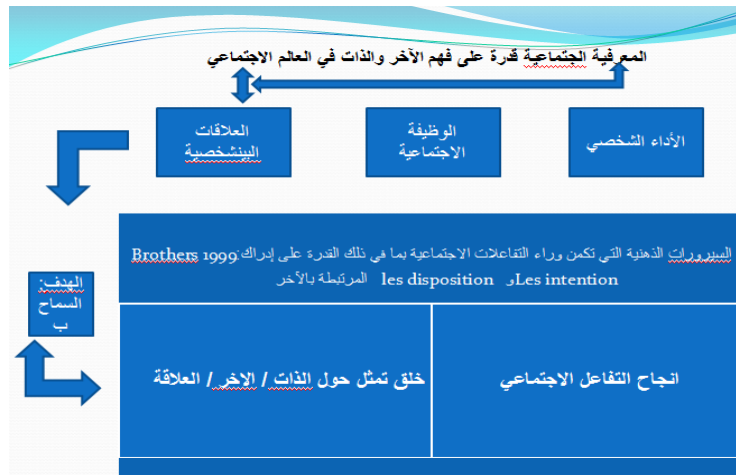 المعرفية الجتماعية قدرة على فهم الآخر والذات في العالم الاجتماعي
الأداء الشخصي
الوظيفة
الاجتماعية
العلاقات
البينشخصية
السيرورات الذهنية التي تكمن وراء التفاعلات الاجتماعية بما في ذلك القدرة على إدراك:Brothers 1999
Les intention و les disposition المرتبطة بالآخر
الهدف:
السماح
ب
انجاح التفاعل الاجتماعي
خلق تمثل حول الذات / الاخر / العلاقة